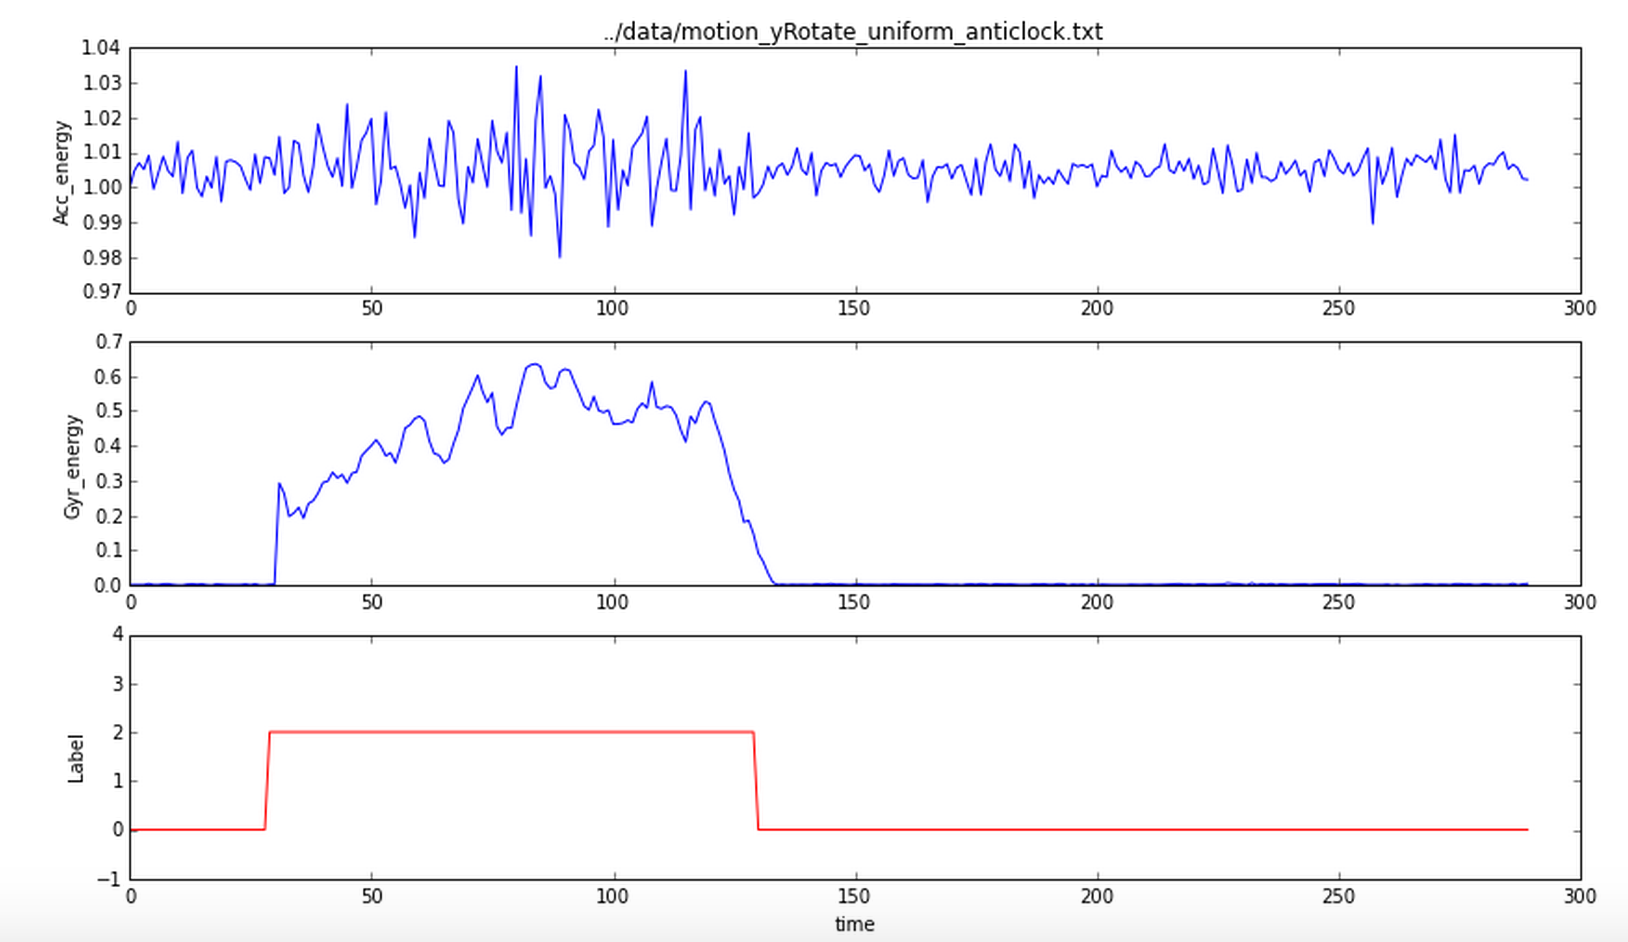 ../data/motion_yRotate_uniform_anticlock.txt
1.04
1.03
1.02
1.01
1.00
0.99
0.98
0.97
Acc_energy
0 50 100 150 200 250 300
0.7
0.6
0.5
0.4
0.3
0.2
0.1
0.0
Gyr_energy
0 50 100 150 200 250 300
4
3
2
1
0
−1
Label
0 50 100 150 200 250 300
time